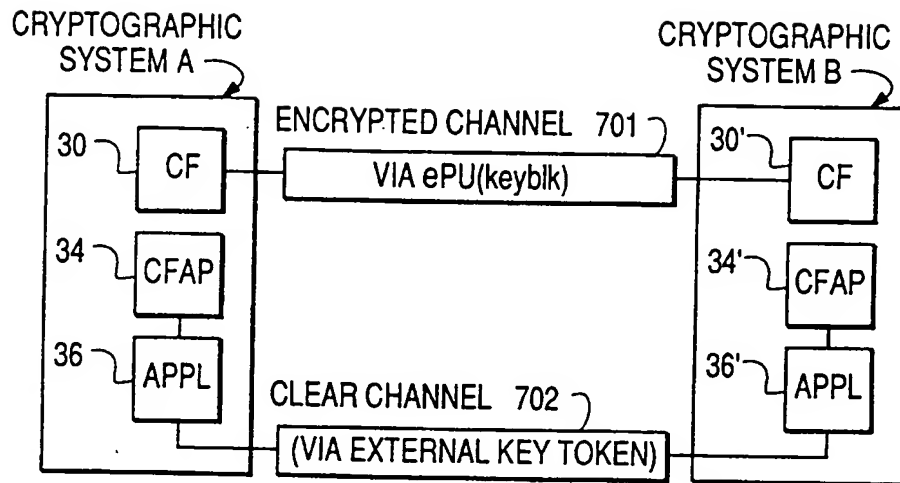 CRYPTOGRAPHIC
SYSTEM A
CRYPTOGRAPHIC
SYSTEM B
ENCRYPTED CHANNEL 701
30
CF
VIA ePU(keyblk)
30'
CF
34
CFAP
34'
CFAP
36
APPL
36'
APPL
CLEAR CHANNEL 702
(VIA EXTERNAL KEY TOKEN)